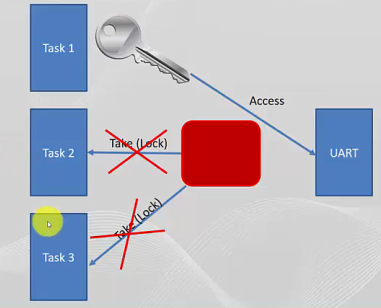 Task 1
Access
Task 2
Take (Lock)
UART
Take (Lock)
Task 3